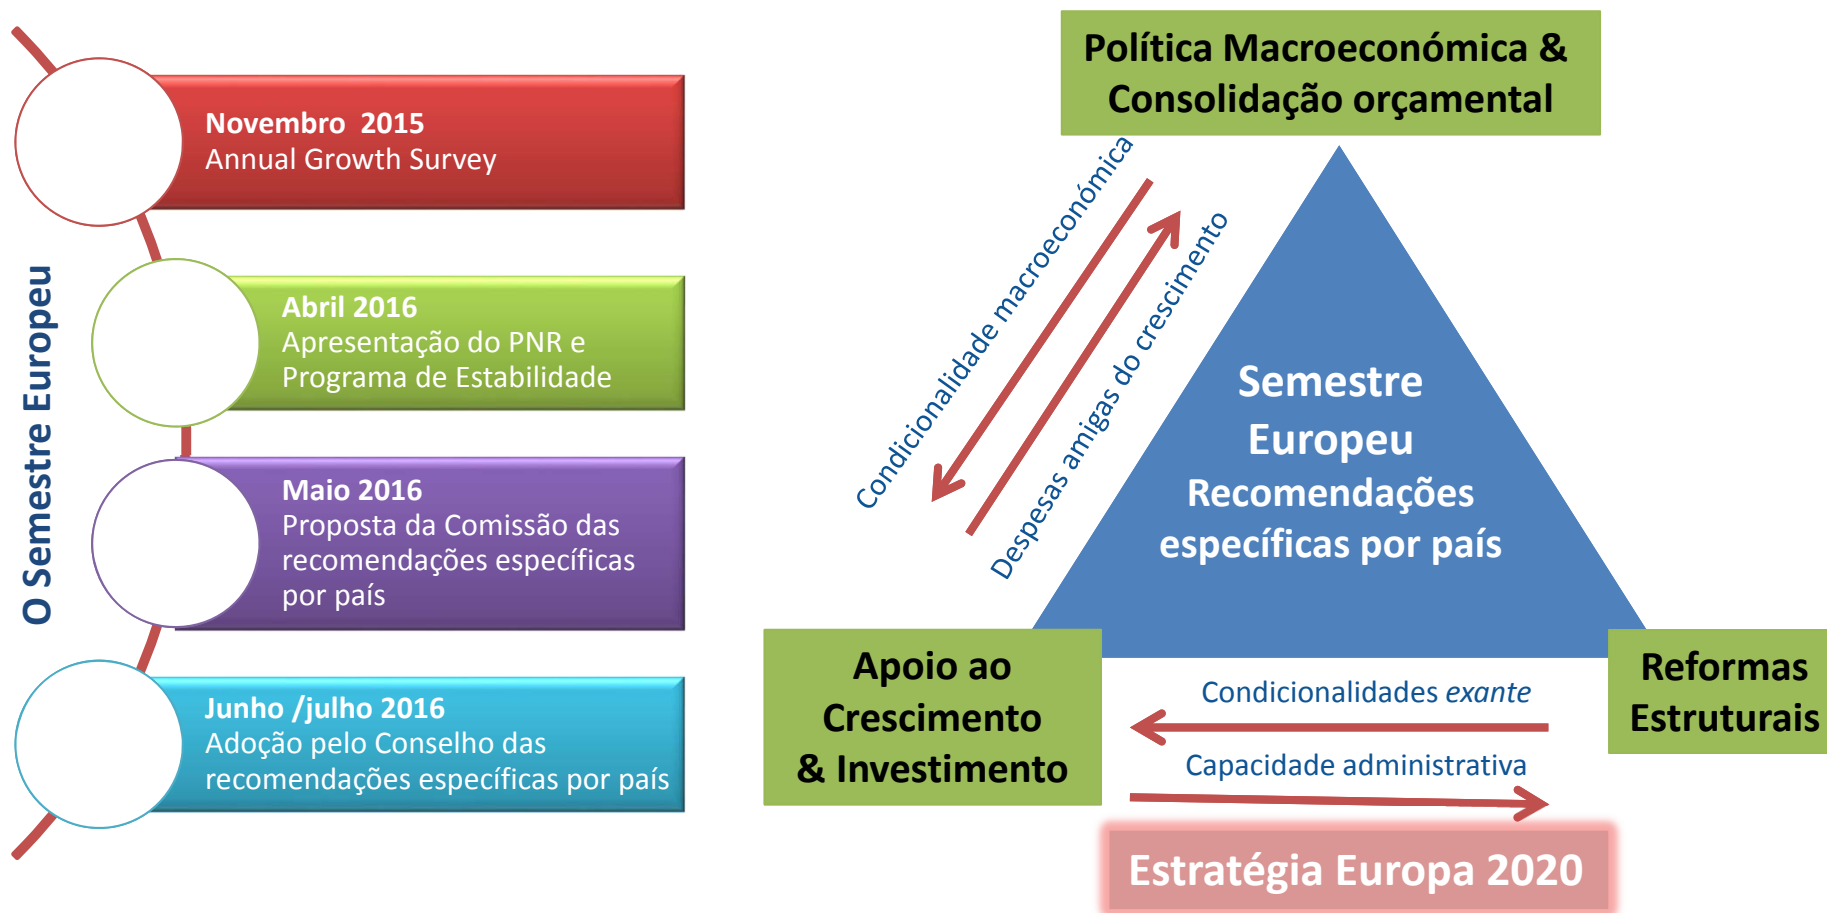 O Semestre Europeu
Novembro 2015
Annual Growth Survey
Abril 2016
Apresentação do PNR e
Programa de Estabilidade
Maio 2016
Proposta da Comissão das
recomendações específicas
por país
Junho /julho 2016
Adoção pelo Conselho das
recomendações específicas por país
Política Macroeconómica &
Consolidação orçamental
Condicionalidade macroeconómica
Despesas amigas do crescimento
Semestre
Europeu
Recomendações
específicas por país
Apoio ao
Crescimento
& Investimento
Condicionalidades exante
Capacidade administrativa
Reformas
Estruturais
Estratégia Europa 2020